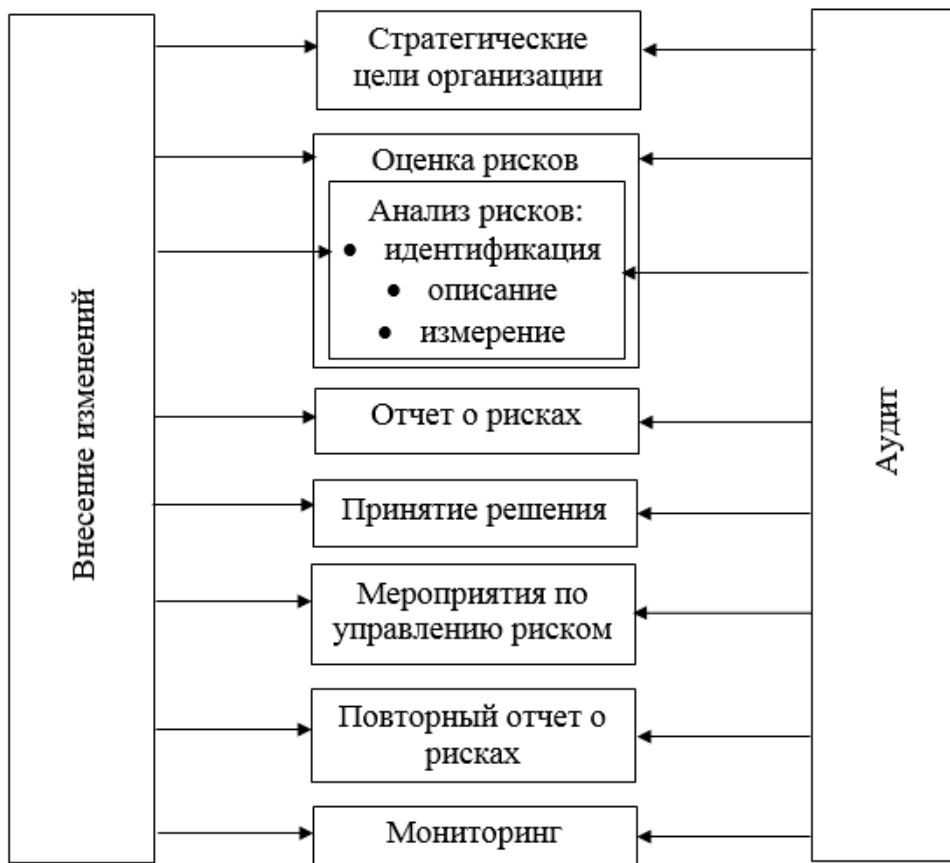 Внесение изменений
Стратегические
цели организации
Оценка рисков
Анализ рисков:
• идентификация
• описание
• измерение
Отчет о рисках
Принятие решения
Мероприятия по
управлению риском
Повторный отчет о
рисках
Мониторинг
Аудит